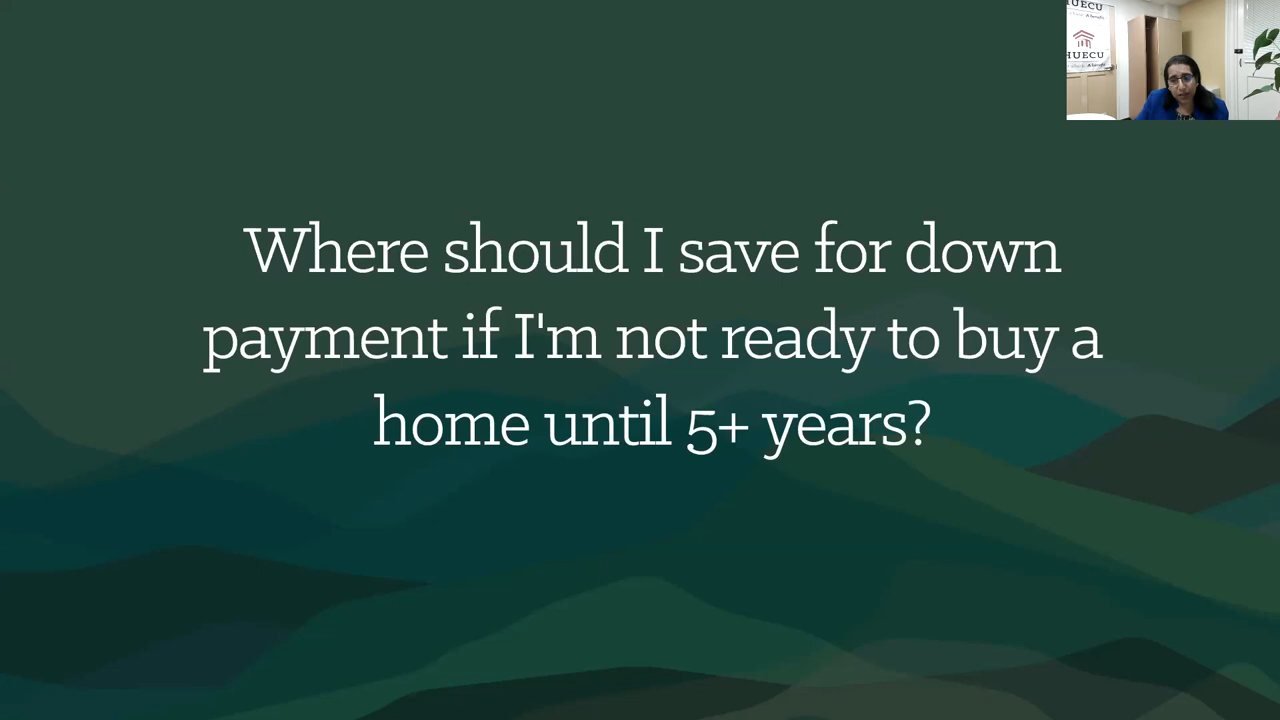 HUECU
HUECU
Where should I save for down
payment if I'm not ready to buy a
home until 5+ years?